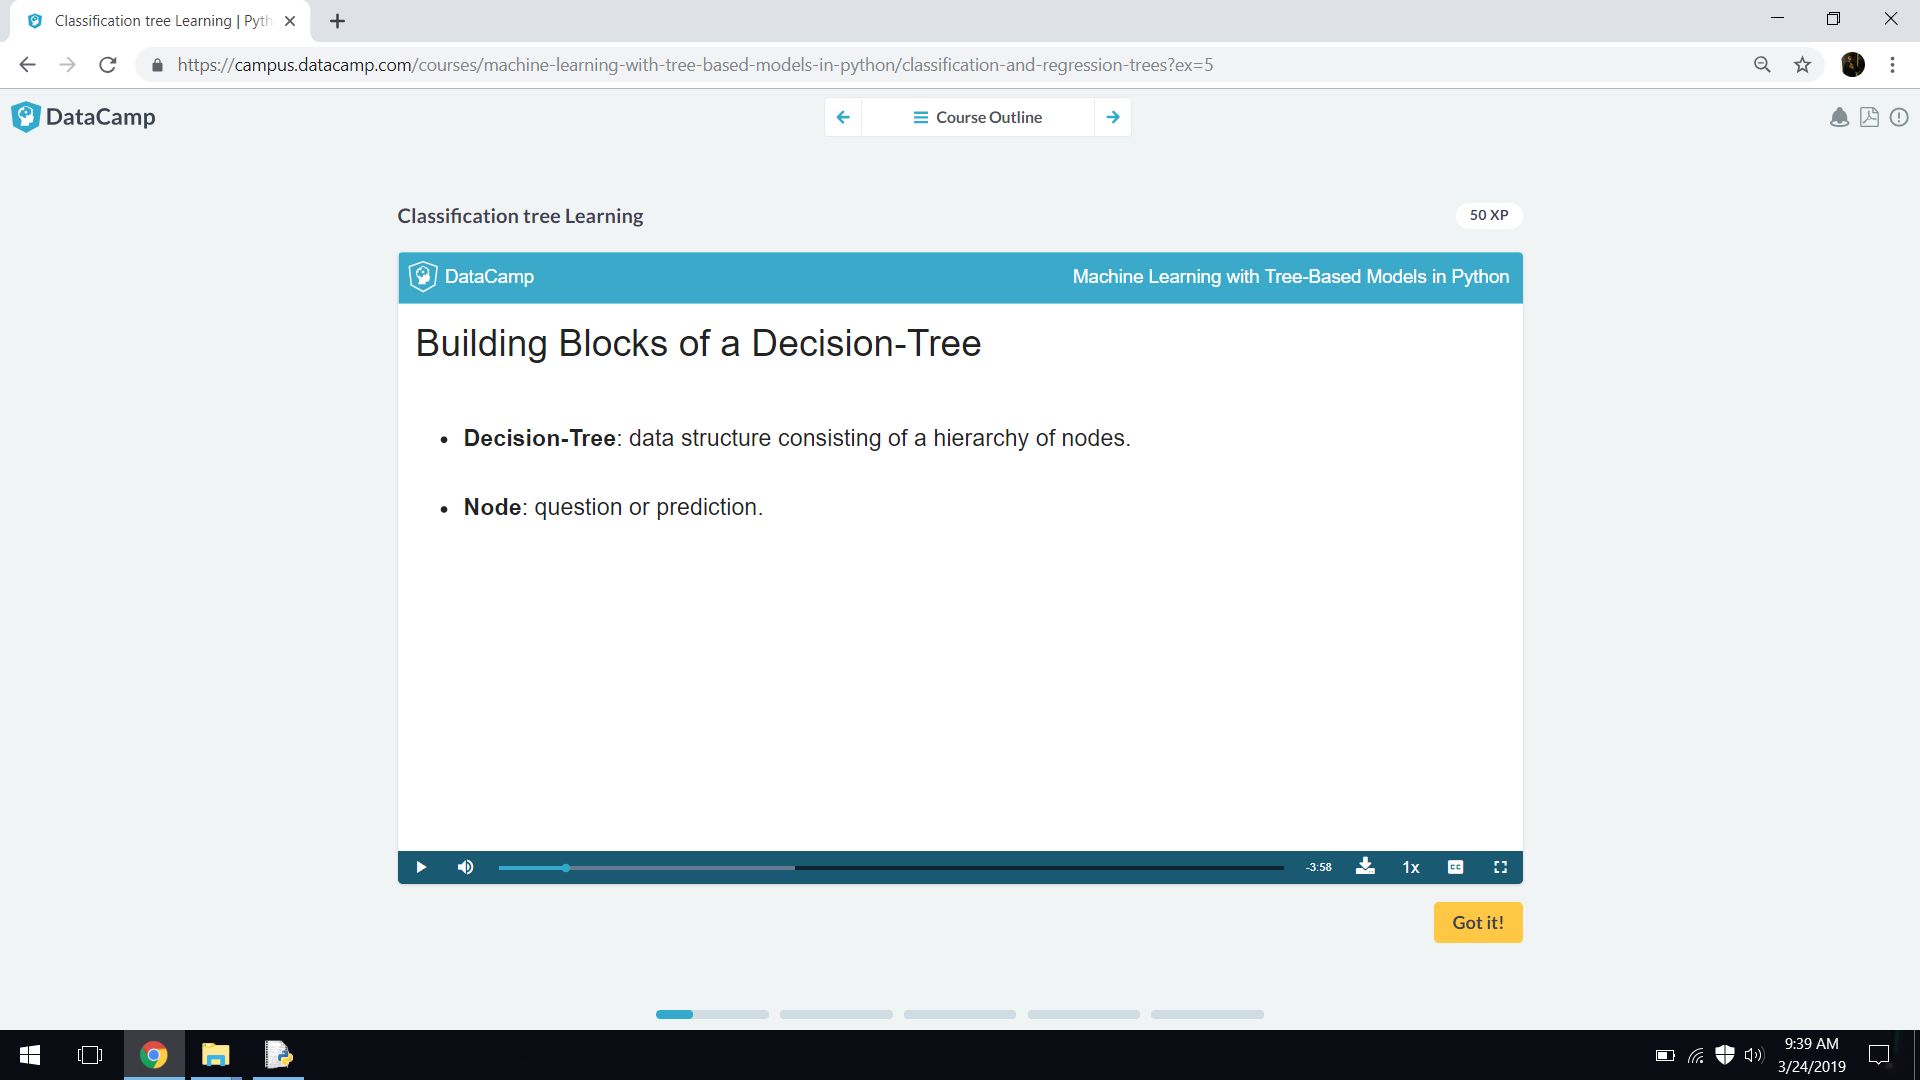 Classification tree Learning | Pyth
https://campus.datacamp.com/courses/machine-learning-with-tree-based-models-in-python/classification-and-regression-trees?ex=5
DataCamp
Course Outline
Classification tree Learning
50 XP
DataCamp
Machine Learning with Tree-Based Models in Python
Building Blocks of a Decision-Tree
• Decision-Tree: data structure consisting of a hierarchy of nodes.
• Node: question or prediction.
-3:58
1x
CC
Got it!
9:39 AM
3/24/2019